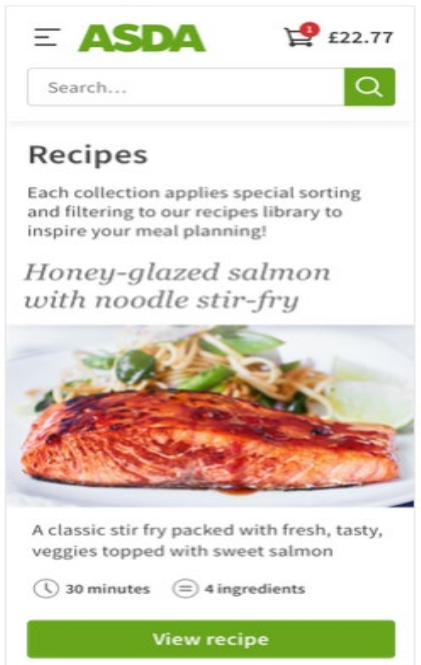 ASDA
1
£22.77
Search...
Recipes
Each collection applies special sorting
and filtering to our recipes library to
inspire your meal planning!
Honey-glazed salmon
with noodle stir-fry
A classic stir fry packed with fresh, tasty,
veggies topped with sweet salmon
30 minutes 4 ingredients
View recipe